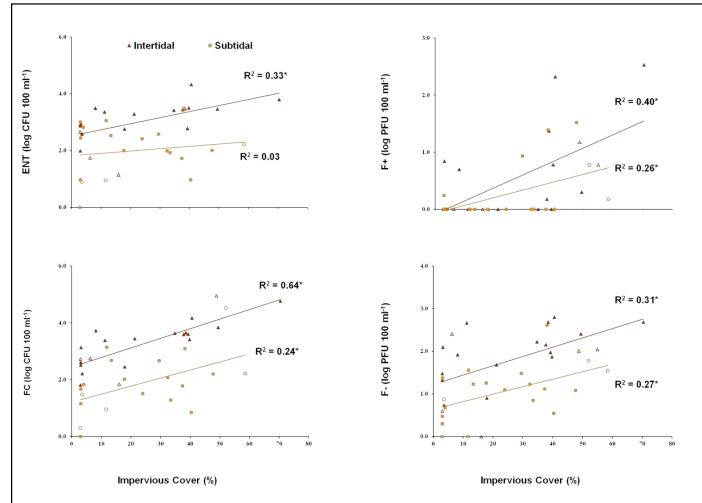 6.0
4.0
2.0
0.0
ENT (log CFU 100 ml-1)
Intertidal
Subtidal
R2 = 0.33*
R2 = 0.03
3.0
2.0
1.0
0.0
F+ (log PFU 100 ml-1)
R2 = 0.40*
R2 = 0.26*
6.0
4.0
2.0
0.0
FC (log CFU 100 ml-1)
R2 = 0.64*
R2 = 0.24*
0 10 20 30 40 50 60 70 80
Impervious Cover (%)
4.0
3.0
2.0
1.0
0.0
F- (log PFU 100 ml-1)
R2 = 0.31*
R2 = 0.27*
0 10 20 30 40 50 60 70 80
Impervious Cover (%)